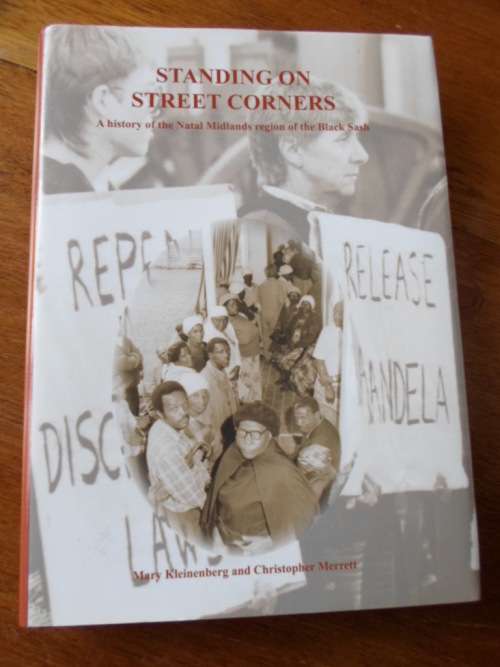 STANDING ON
STREET CORNERS
A history of the Natal Midlands region of the Black Sash
REPE
DISC
LAWS
RELEASE
MANDELA
Mary Kleinenberg and Christopher Merrett